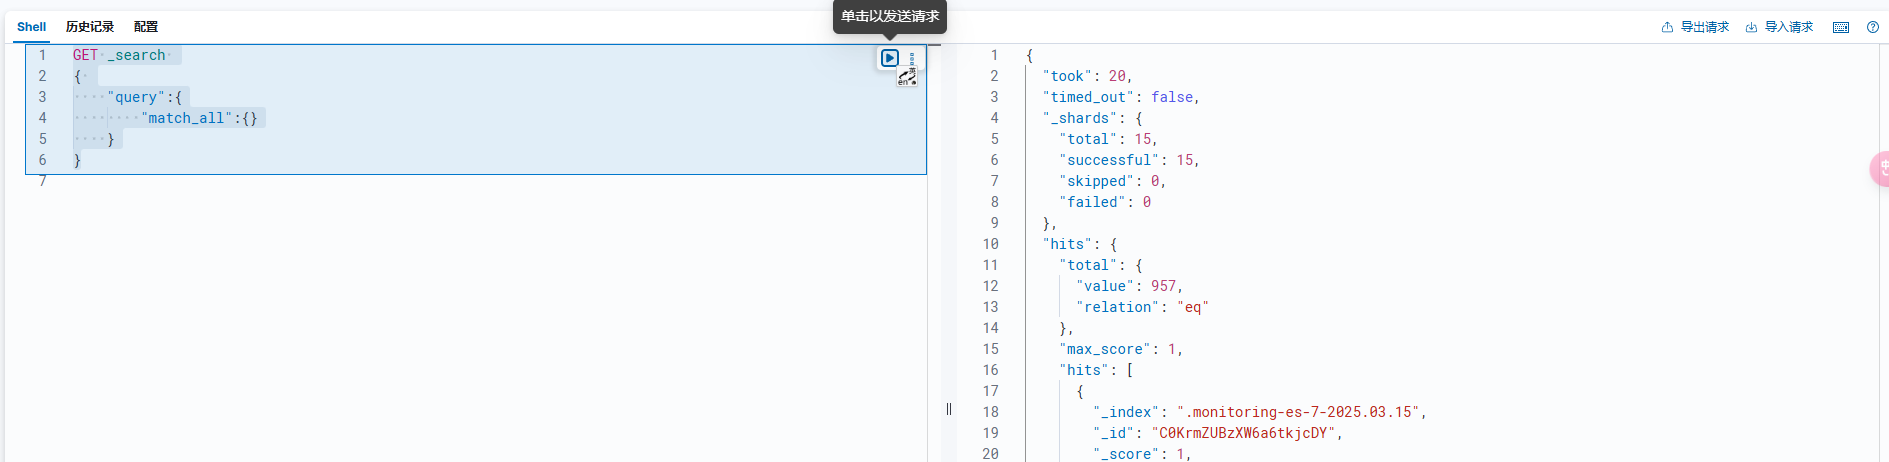 单击以发送请求
Shell 历史记录 配置 导出请求 导入请求
1 GET _search
2 {
3 "query":{
4 "match_all":{}
5 }
6 }
7
1 {
2 "took": 20,
3 "timed_out": false,
4 "_shards": {
5 "total": 15,
6 "successful": 15,
7 "skipped": 0,
8 "failed": 0
9 },
10 "hits": {
11 "total": {
12 "value": 957,
13 "relation": "eq"
14 },
15 "max_score": 1,
16 "hits": [
17 {
18 "_index": ".monitoring-es-7-2025.03.15",
19 "_id": "C0KrmZUBzXW6a6tkjcDY",
20 "_score": 1,
英
en